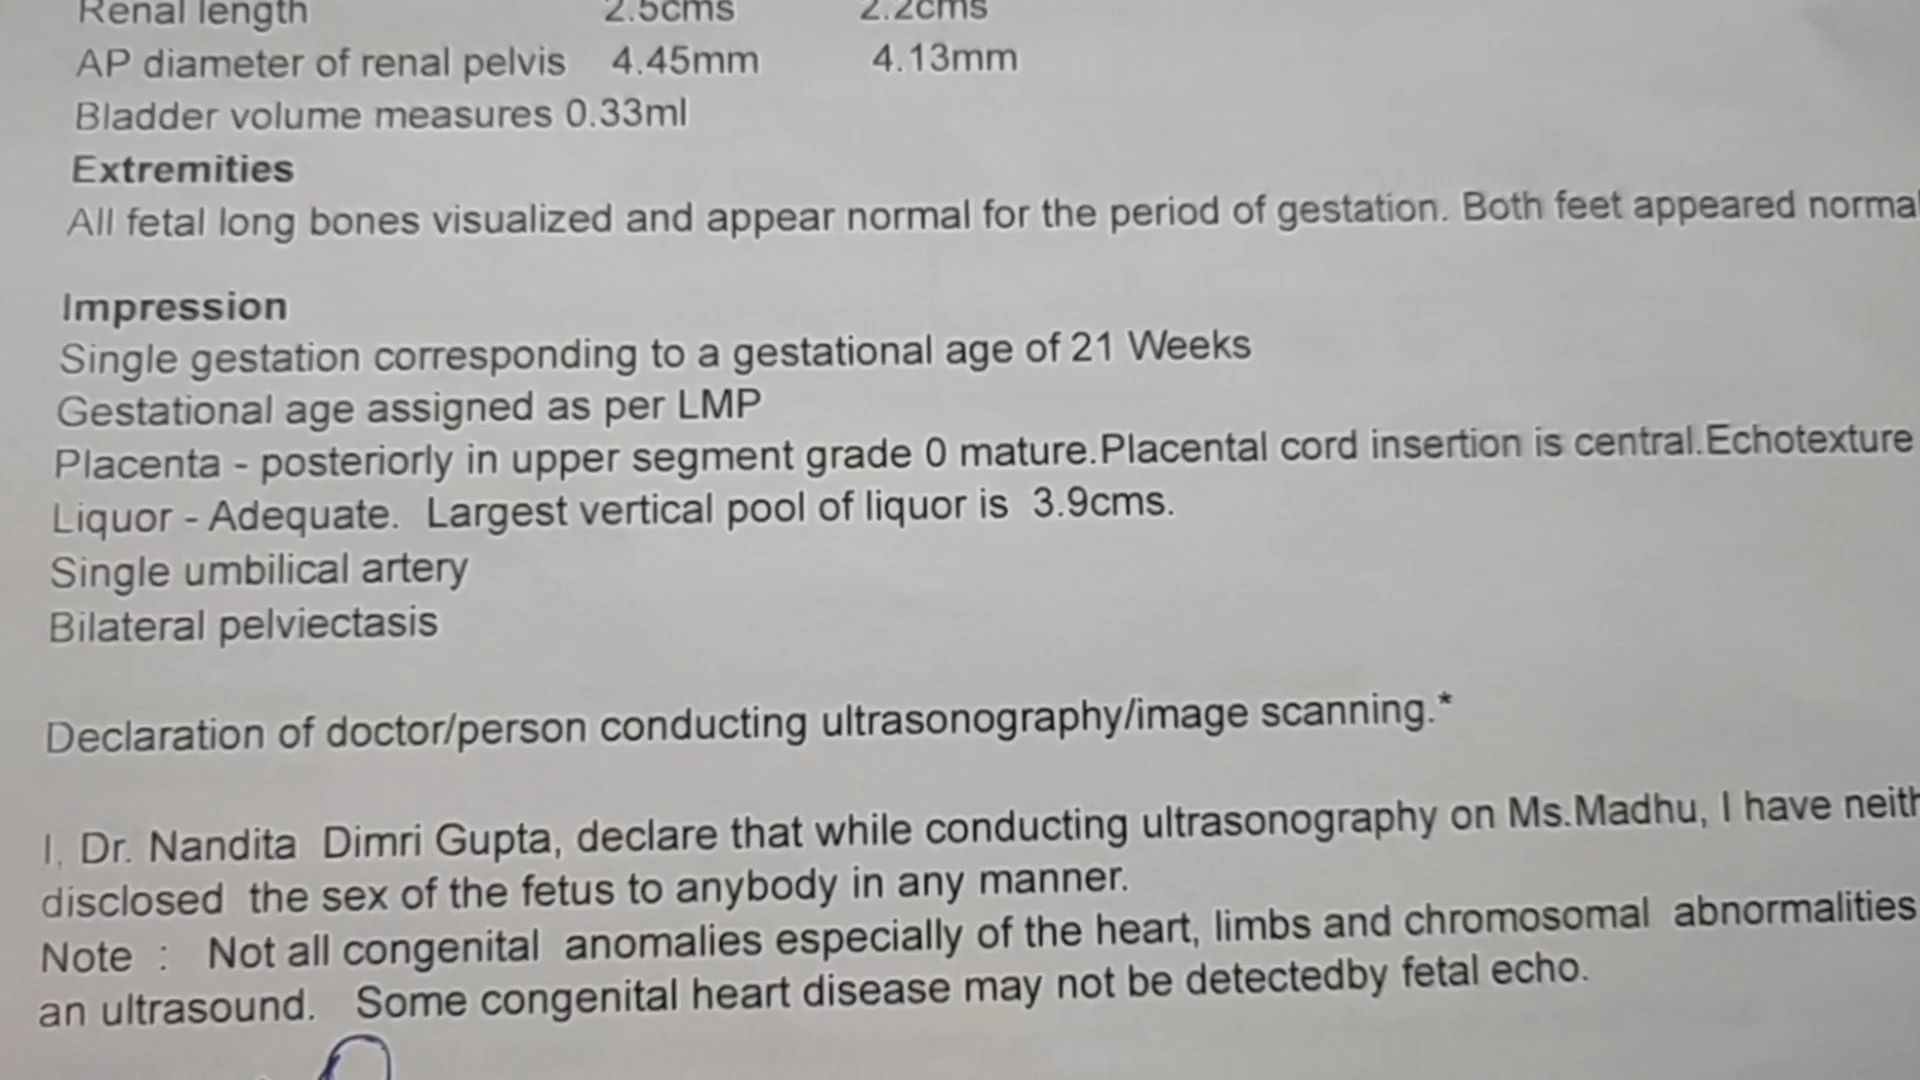 Renal length 2.5cms 2.2cms
AP diameter of renal pelvis 4.45mm 4.13mm
Bladder volume measures 0.33ml
Extremities
All fetal long bones visualized and appear normal for the period of gestation. Both feet appeared normal
Impression
Single gestation corresponding to a gestational age of 21 Weeks
Gestational age assigned as per LMP
Placenta - posteriorly in upper segment grade 0 mature.Placental cord insertion is central.Echotexture
Liquor - Adequate. Largest vertical pool of liquor is 3.9cms.
Single umbilical artery
Bilateral pelviectasis
Declaration of doctor/person conducting ultrasonography/image scanning.*
I, Dr. Nandita Dimri Gupta, declare that while conducting ultrasonography on Ms.Madhu, I have neith
disclosed the sex of the fetus to anybody in any manner.
Note : Not all congenital anomalies especially of the heart, limbs and chromosomal abnormalities
an ultrasound. Some congenital heart disease may not be detectedby fetal echo.